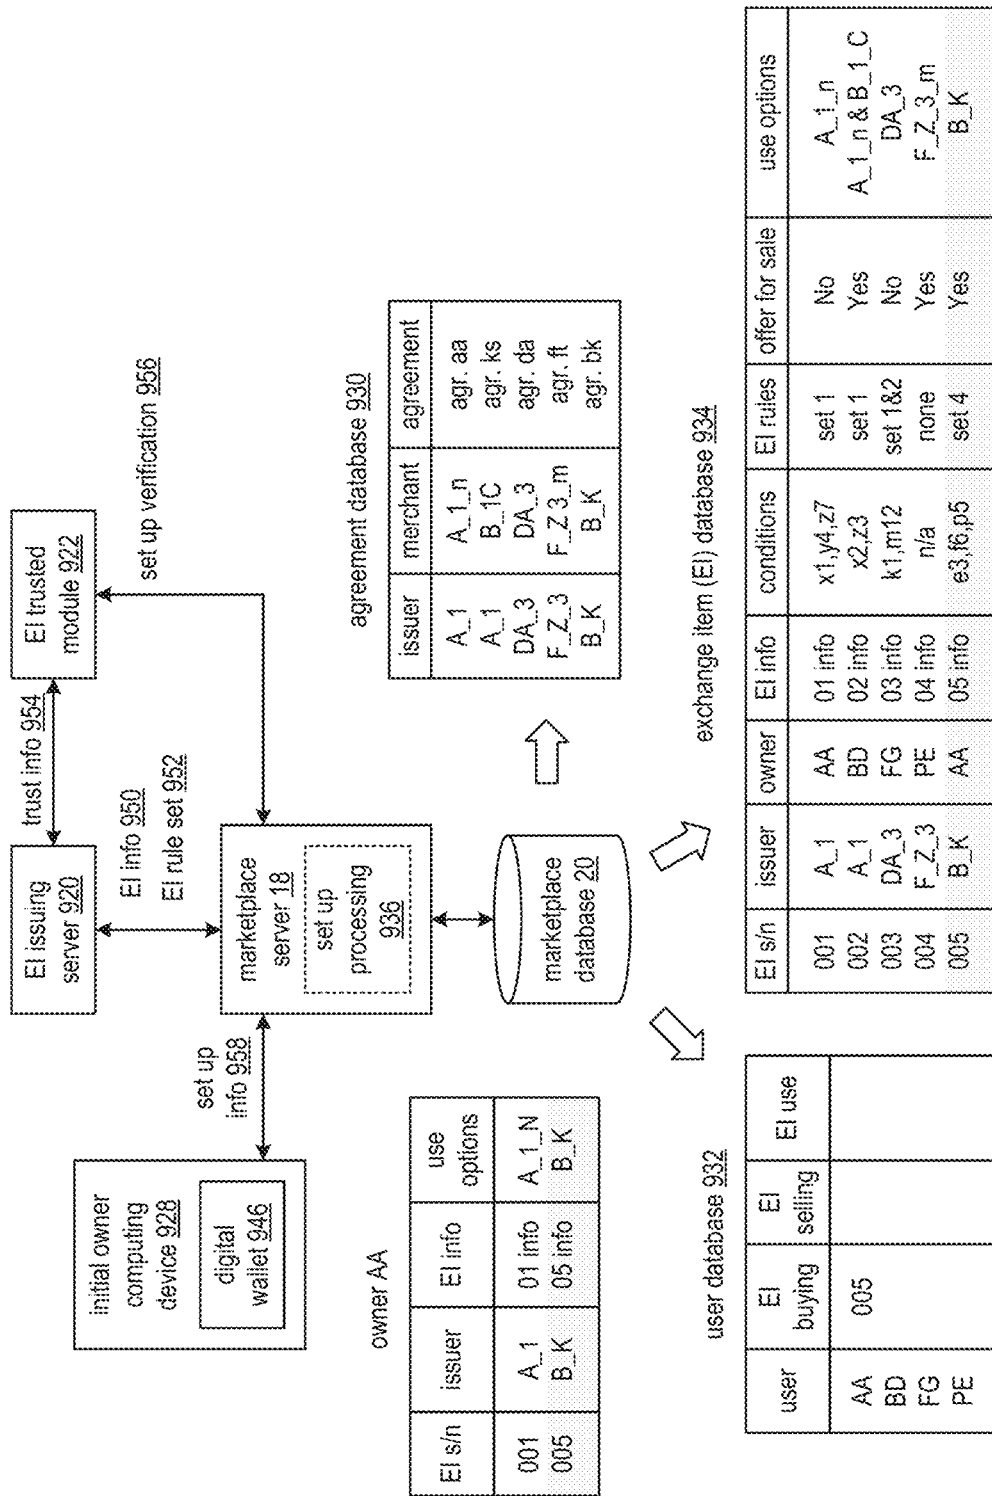 initial owner
computing
device 928
digital
wallet 946
set up
info 958
EI issuing
server 920
trust info 954
EI trusted
module 922
EI info 950
EI rule set 952
set up verification 956
marketplace
server 18
set up
processing
936
marketplace
database 20
owner AA
EI s/n issuer EI info use options
001 A_1 01 info A_1_N
005 B_K 05 info B_K
agreement database 930
issuer merchant agreement
A_1 A_1_n agr. aa
A_1 B_1C agr. ks
DA_3 DA_3 agr. da
F_Z_3 F_Z 3_m agr. ft
B_K B_K agr. bk
user database 932
user EI buying EI selling EI use
AA 005
BD
FG
PE
exchange item (EI) database 934
EI s/n issuer owner EI info conditions EI rules offer for sale use options
001 A_1 AA 01 info x1,y4,z7 set 1 No A_1_n
002 A_1 BD 02 info x2,z3 set 1 Yes A_1_n & B_1_C
003 DA_3 FG 03 info k1,m12 set 1&2 No DA_3
004 F_Z_3 PE 04 info n/a none Yes F_Z_3_m
005 B_K AA 05 info e3,f6,p5 set 4 Yes B_K